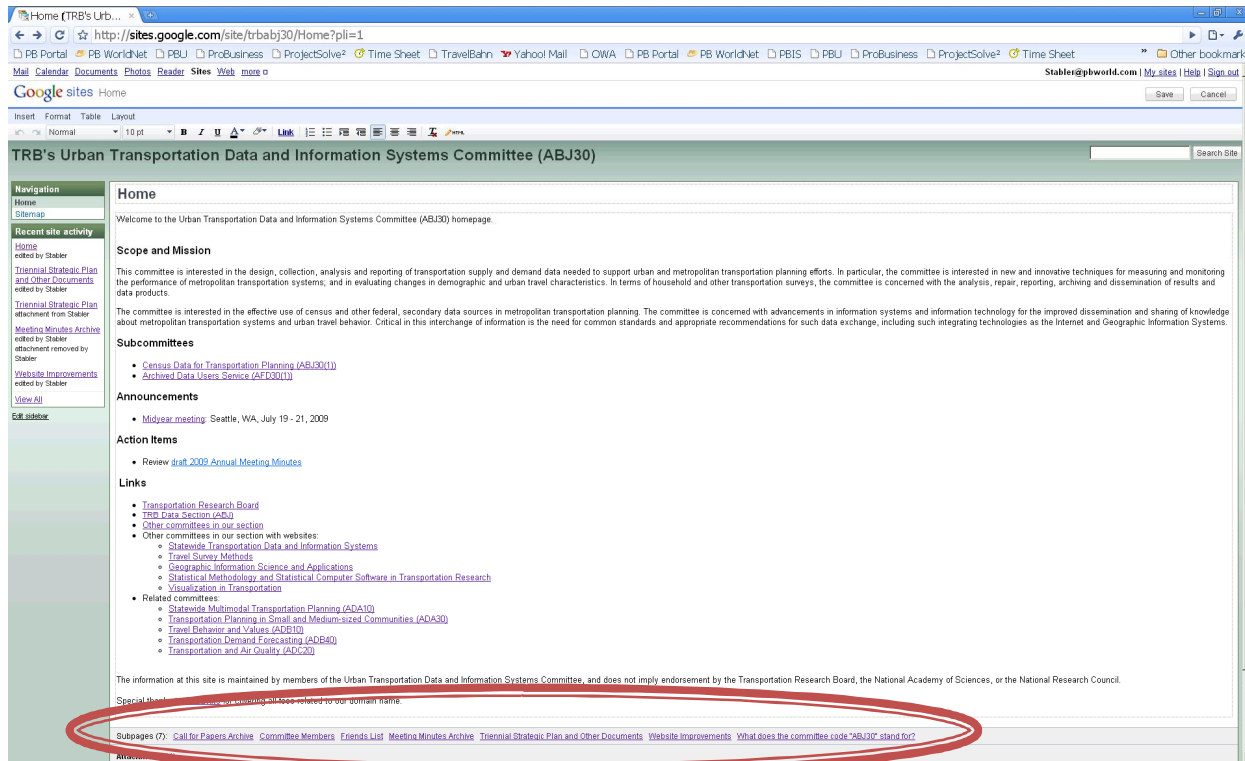 Home (TRB's Urb...
http://sites.google.com/site/trbabj30/Home?pli=1
PB Portal PB WorldNet PBU ProBusiness ProjectSolve² Time Sheet TravelBahn Yahoo! Mail OWA PB Portal PB WorldNet PBIS PBU ProBusiness ProjectSolve² Time Sheet » Other bookmark
Mail Calendar Documents Photos Reader Sites Web more Stabler@pbworld.com | My sites | Help | Sign out
Google sites Home Save Cancel
Insert Format Table Layout
Normal 10 pt B I U A Link HTML
TRB's Urban Transportation Data and Information Systems Committee (ABJ30) Search Site
Navigation
Home
Sitemap
Recent site activity
Home
edited by Stabler
Triennial Strategic Plan
and Other Documents
edited by Stabler
Triennial Strategic Plan
attachment from Stabler
Meeting Minutes Archive
edited by Stabler
attachment removed by
Stabler
Website Improvements
edited by Stabler
View All
Edit sidebar
Home
Welcome to the Urban Transportation Data and Information Systems Committee (ABJ30) homepage.
Scope and Mission
This committee is interested in the design, collection, analysis and reporting of transportation supply and demand data needed to support urban and metropolitan transportation planning efforts. In particular, the committee is interested in new and innovative techniques for measuring and monitoring
the performance of metropolitan transportation systems; and in evaluating changes in demographic and urban travel characteristics. In terms of household and other transportation surveys, the committee is concerned with the analysis, repair, reporting, archiving and dissemination of results and
data products.
The committee is interested in the effective use of census and other federal, secondary data sources in metropolitan transportation planning. The committee is concerned with advancements in information systems and information technology for the improved dissemination and sharing of knowledge
about metropolitan transportation systems and urban travel behavior. Critical in this interchange of information is the need for common standards and appropriate recommendations for such data exchange, including such integrating technologies as the Internet and Geographic Information Systems.
Subcommittees
• Census Data for Transportation Planning (ABJ30(1))
• Archived Data Users Service (AFD30(1))
Announcements
• Midyear meeting: Seattle, WA, July 19 - 21, 2009
Action Items
• Review draft 2009 Annual Meeting Minutes
Links
• Transportation Research Board
• TRB Data Section (ABJ)
• Other committees in our section
• Other committees in our section with websites:
Statewide Transportation Data and Information Systems
Travel Survey Methods
Geographic Information Science and Applications
Statistical Methodology and Statistical Computer Software in Transportation Research
Visualization in Transportation
• Related committees:
Statewide Multimodal Transportation Planning (ADA10)
Transportation Planning in Small and Medium-sized Communities (ADA30)
Travel Behavior and Values (ADB10)
Transportation Demand Forecasting (ADB40)
Transportation and Air Quality (ADC20)
The information at this site is maintained by members of the Urban Transportation Data and Information Systems Committee, and does not imply endorsement by the Transportation Research Board, the National Academy of Sciences, or the National Research Council.
Special for covering all fees related to our domain name.
Subpages (7): Call for Papers Archive Committee Members Friends List Meeting Minutes Archive Triennial Strategic Plan and Other Documents Website Improvements What does the committee code "ABJ30" stand for?